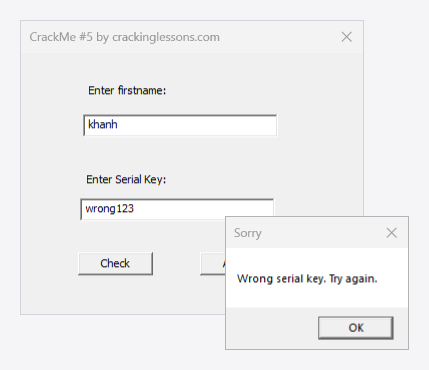 CrackMe #5 by crackinglessons.com
Enter firstname:
khanh
Enter Serial Key:
wrong123
Check
Sorry
Wrong serial key. Try again.
OK